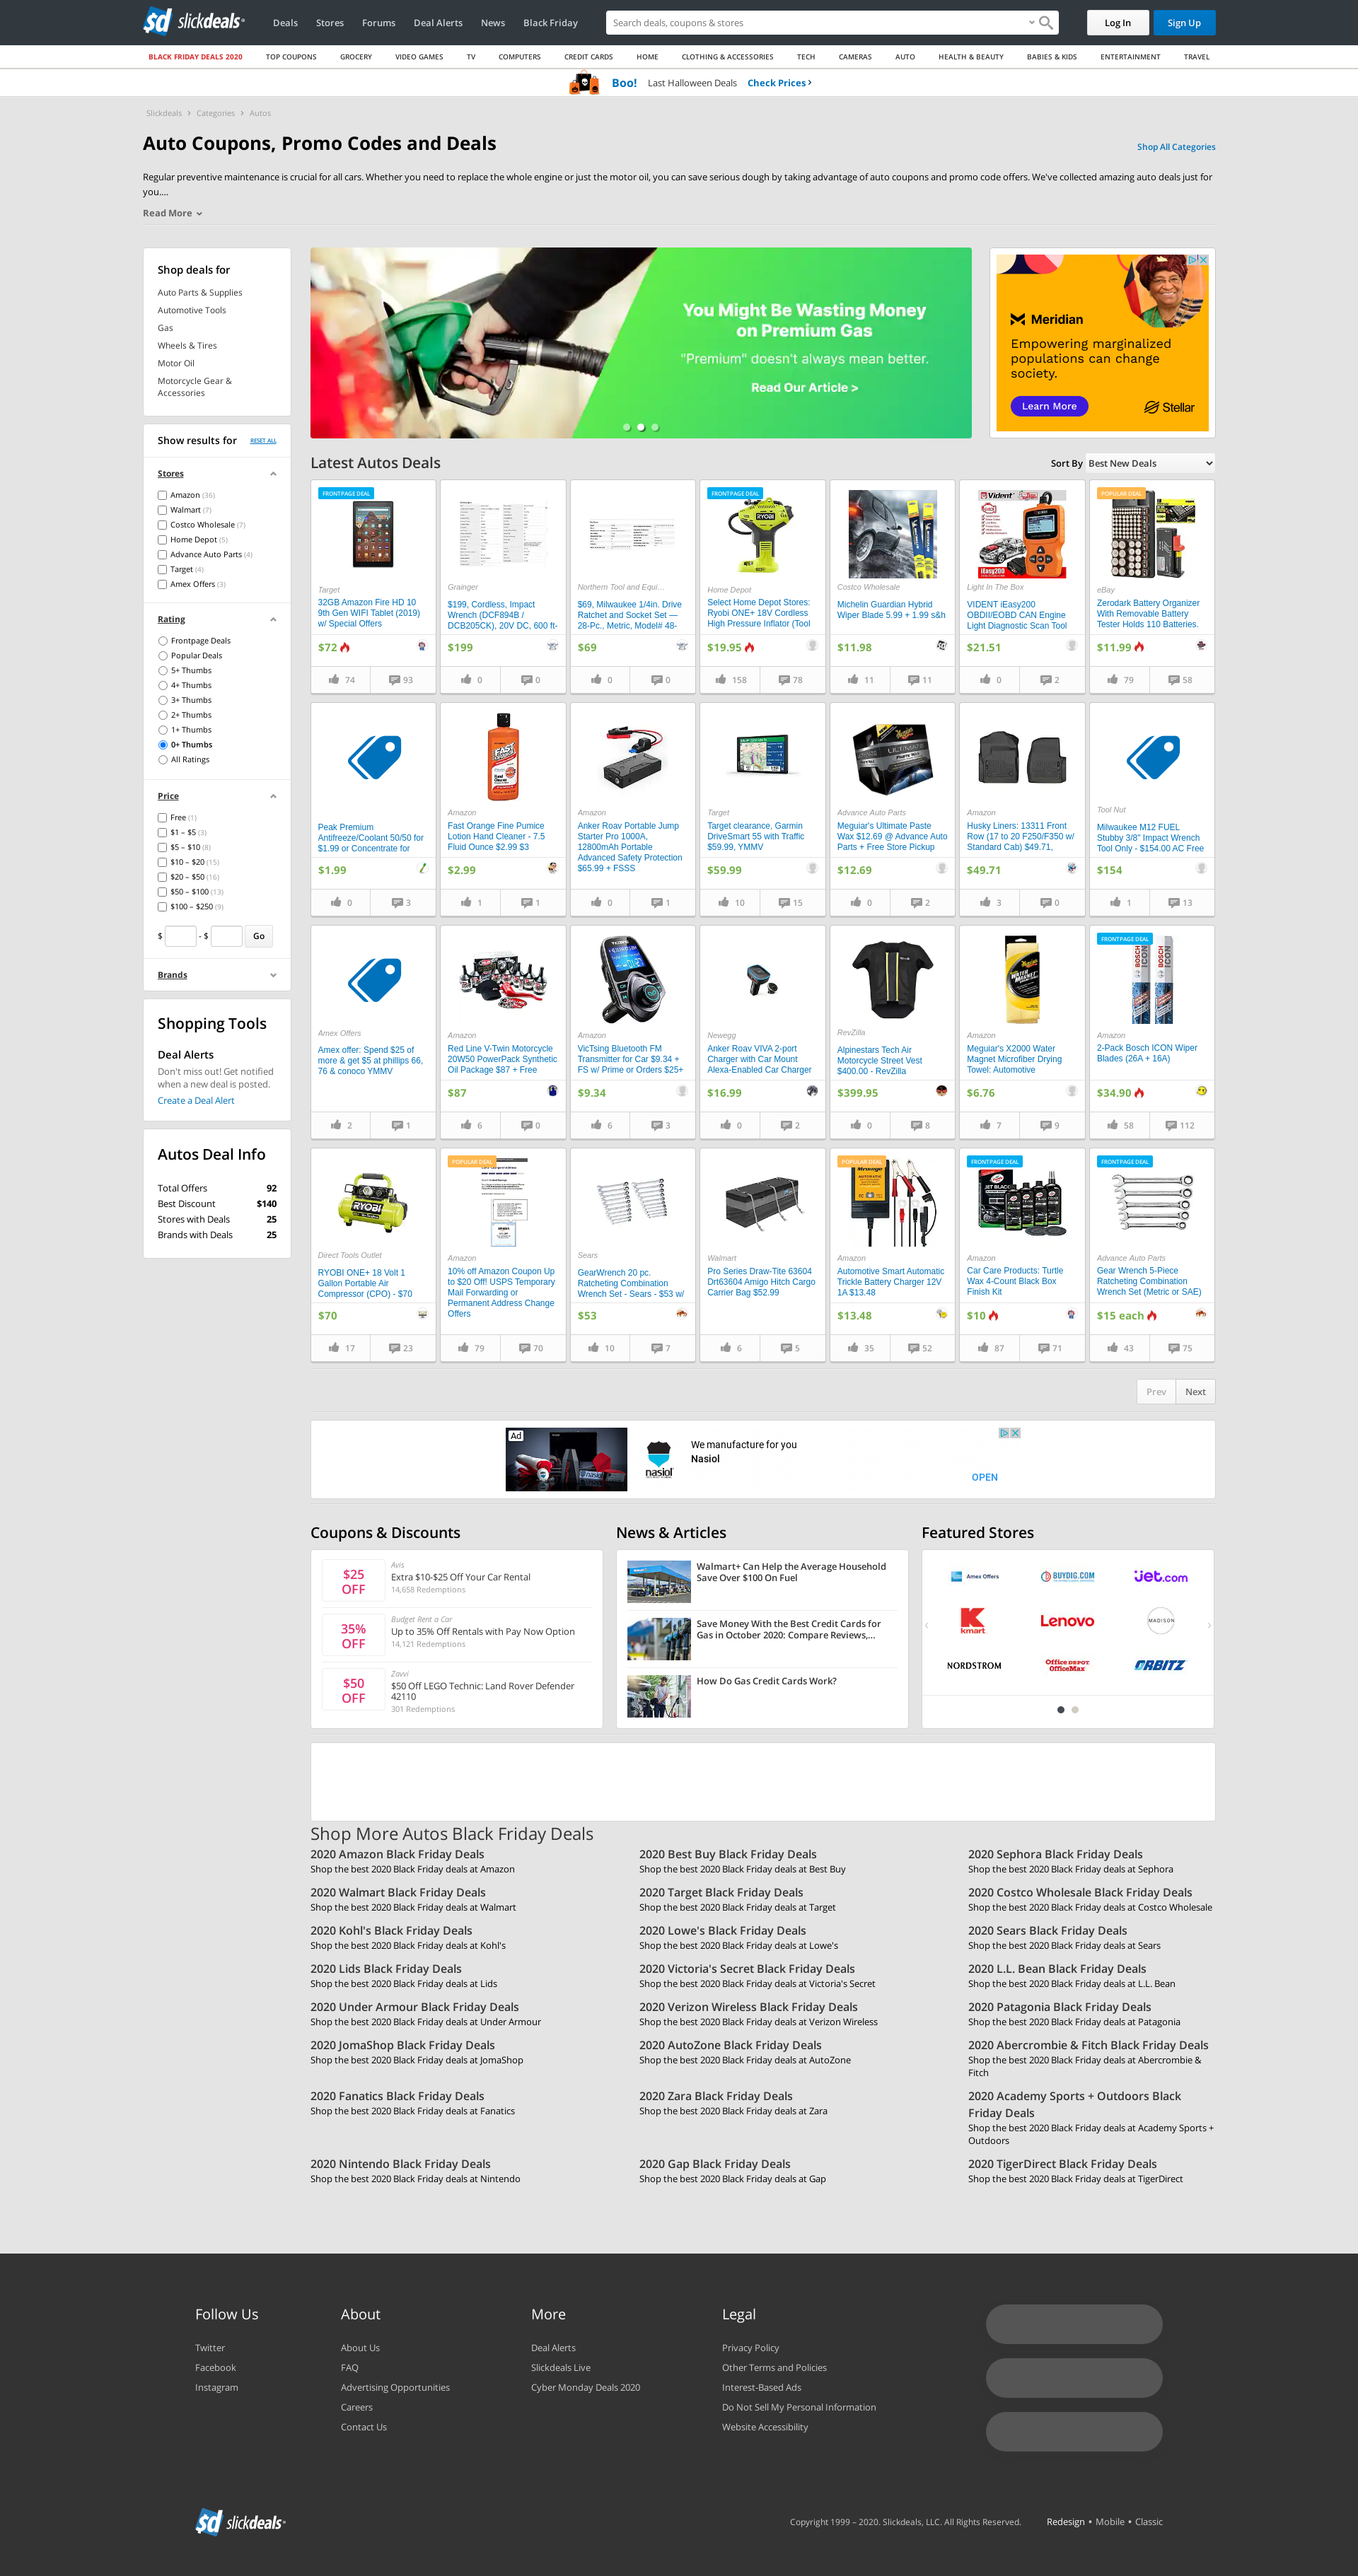 slickdeals
Deals Stores Forums Deal Alerts News Black Friday
Search deals, coupons & stores
Log In Sign Up
BLACK FRIDAY DEALS 2020 TOP COUPONS GROCERY VIDEO GAMES TV COMPUTERS CREDIT CARDS HOME CLOTHING & ACCESSORIES TECH CAMERAS AUTO HEALTH & BEAUTY BABIES & KIDS ENTERTAINMENT TRAVEL
Boo! Last Halloween Deals Check Prices
Slickdeals > Categories > Autos
Auto Coupons, Promo Codes and Deals
Shop All Categories
Regular preventive maintenance is crucial for all cars. Whether you need to replace the whole engine or just the motor oil, you can save serious dough by taking advantage of auto coupons and promo code offers. We've collected amazing auto deals just for
you....
Read More
Shop deals for
Auto Parts & Supplies
Automotive Tools
Gas
Wheels & Tires
Motor Oil
Motorcycle Gear &
Accessories
Show results for RESET ALL
Stores
Amazon (36)
Walmart (7)
Costco Wholesale (7)
Home Depot (5)
Advance Auto Parts (4)
Target (4)
Amex Offers (3)
Rating
Frontpage Deals
Popular Deals
5+ Thumbs
4+ Thumbs
3+ Thumbs
2+ Thumbs
1+ Thumbs
0+ Thumbs
All Ratings
Price
Free (1)
$1 – $5 (3)
$5 – $10 (8)
$10 – $20 (15)
$20 – $50 (16)
$50 – $100 (13)
$100 – $250 (9)
$ - $ Go
Brands
Shopping Tools
Deal Alerts
Don't miss out! Get notified
when a new deal is posted.
Create a Deal Alert
Autos Deal Info
Total Offers 92
Best Discount $140
Stores with Deals 25
Brands with Deals 25
You Might Be Wasting Money
on Premium Gas
"Premium" doesn't always mean better.
Read Our Article >
Meridian
Empowering marginalized
populations can change
society.
Learn More
Stellar
Latest Autos Deals
Sort By Best New Deals
FRONTPAGE DEAL
Target
32GB Amazon Fire HD 10
9th Gen WIFI Tablet (2019)
w/ Special Offers
$72
74 93
Grainger
$199, Cordless, Impact
Wrench (DCF894B /
DCB205CK), 20V DC, 600 ft-
$199
0 0
Northern Tool and Equi...
$69, Milwaukee 1/4in. Drive
Ratchet and Socket Set —
28-Pc., Metric, Model# 48-
$69
0 0
FRONTPAGE DEAL
RYOBI
Home Depot
Select Home Depot Stores:
Ryobi ONE+ 18V Cordless
High Pressure Inflator (Tool
$19.95
158 78
Costco Wholesale
Michelin Guardian Hybrid
Wiper Blade 5.99 + 1.99 s&h
$11.98
11 11
Vident
iEasy200
Light In The Box
VIDENT iEasy200
OBDII/EOBD CAN Engine
Light Diagnostic Scan Tool
$21.51
0 2
POPULAR DEAL
eBay
Zerodark Battery Organizer
With Removable Battery
Tester Holds 110 Batteries.
$11.99
79 58
Peak Premium
Antifreeze/Coolant 50/50 for
$1.99 or Concentrate for
$1.99
0 3
FAST ORANGE
Amazon
Fast Orange Fine Pumice
Lotion Hand Cleaner - 7.5
Fluid Ounce $2.99 $3
$2.99
1 1
Amazon
Anker Roav Portable Jump
Starter Pro 1000A,
12800mAh Portable
Advanced Safety Protection
$65.99 + FSSS
0 1
Target
Target clearance, Garmin
DriveSmart 55 with Traffic
$59.99, YMMV
$59.99
10 15
ULTIMATE
Advance Auto Parts
Meguiar's Ultimate Paste
Wax $12.69 @ Advance Auto
Parts + Free Store Pickup
$12.69
0 2
Amazon
Husky Liners: 13311 Front
Row (17 to 20 F250/F350 w/
Standard Cab) $49.71,
$49.71
3 0
Tool Nut
Milwaukee M12 FUEL
Stubby 3/8" Impact Wrench
Tool Only - $154.00 AC Free
$154
1 13
Amex Offers
Amex offer: Spend $25 of
more & get $5 at phillips 66,
76 & conoco YMMV
2 1
Amazon
Red Line V-Twin Motorcycle
20W50 PowerPack Synthetic
Oil Package $87 + Free
$87
6 0
Amazon
VicTsing Bluetooth FM
Transmitter for Car $9.34 +
FS w/ Prime or Orders $25+
$9.34
6 3
Newegg
Anker Roav VIVA 2-port
Charger with Car Mount
Alexa-Enabled Car Charger
$16.99
0 2
RevZilla
Alpinestars Tech Air
Motorcycle Street Vest
$400.00 - RevZilla
$399.95
0 8
WATER MAGNET
Amazon
Meguiar's X2000 Water
Magnet Microfiber Drying
Towel: Automotive
$6.76
7 9
FRONTPAGE DEAL
BOSCH ICON BOSCH ICON
Amazon
2-Pack Bosch ICON Wiper
Blades (26A + 16A)
$34.90
58 112
RYOBI
Direct Tools Outlet
RYOBI ONE+ 18 Volt 1
Gallon Portable Air
Compressor (CPO) - $70
$70
17 23
POPULAR DEAL
Amazon
10% off Amazon Coupon Up
to $20 Off! USPS Temporary
Mail Forwarding or
Permanent Address Change
Offers
79 70
Sears
GearWrench 20 pc.
Ratcheting Combination
Wrench Set - Sears - $53 w/
$53
10 7
Walmart
Pro Series Draw-Tite 63604
Drt63604 Amigo Hitch Cargo
Carrier Bag $52.99
6 5
POPULAR DEAL
Amazon
Automotive Smart Automatic
Trickle Battery Charger 12V
1A $13.48
$13.48
35 52
FRONTPAGE DEAL
JET BLACK
Amazon
Car Care Products: Turtle
Wax 4-Count Black Box
Finish Kit
$10
87 71
FRONTPAGE DEAL
Advance Auto Parts
Gear Wrench 5-Piece
Ratcheting Combination
Wrench Set (Metric or SAE)
$15 each
43 75
Prev Next
Ad
nasiol
We manufacture for you
Nasiol
OPEN
Coupons & Discounts
$25
OFF
Avis
Extra $10-$25 Off Your Car Rental
14,658 Redemptions
35%
OFF
Budget Rent a Car
Up to 35% Off Rentals with Pay Now Option
14,121 Redemptions
$50
OFF
Zavvi
$50 Off LEGO Technic: Land Rover Defender
42110
301 Redemptions
News & Articles
Walmart+ Can Help the Average Household
Save Over $100 On Fuel
Save Money With the Best Credit Cards for
Gas in October 2020: Compare Reviews,...
How Do Gas Credit Cards Work?
Featured Stores
Amex Offers BUYDIG.COM jet.com
kmart Lenovo MADISON
NORDSTROM Office DEPOT OfficeMax ORBITZ
Shop More Autos Black Friday Deals
2020 Amazon Black Friday Deals
Shop the best 2020 Black Friday deals at Amazon
2020 Best Buy Black Friday Deals
Shop the best 2020 Black Friday deals at Best Buy
2020 Sephora Black Friday Deals
Shop the best 2020 Black Friday deals at Sephora
2020 Walmart Black Friday Deals
Shop the best 2020 Black Friday deals at Walmart
2020 Target Black Friday Deals
Shop the best 2020 Black Friday deals at Target
2020 Costco Wholesale Black Friday Deals
Shop the best 2020 Black Friday deals at Costco Wholesale
2020 Kohl's Black Friday Deals
Shop the best 2020 Black Friday deals at Kohl's
2020 Lowe's Black Friday Deals
Shop the best 2020 Black Friday deals at Lowe's
2020 Sears Black Friday Deals
Shop the best 2020 Black Friday deals at Sears
2020 Lids Black Friday Deals
Shop the best 2020 Black Friday deals at Lids
2020 Victoria's Secret Black Friday Deals
Shop the best 2020 Black Friday deals at Victoria's Secret
2020 L.L. Bean Black Friday Deals
Shop the best 2020 Black Friday deals at L.L. Bean
2020 Under Armour Black Friday Deals
Shop the best 2020 Black Friday deals at Under Armour
2020 Verizon Wireless Black Friday Deals
Shop the best 2020 Black Friday deals at Verizon Wireless
2020 Patagonia Black Friday Deals
Shop the best 2020 Black Friday deals at Patagonia
2020 JomaShop Black Friday Deals
Shop the best 2020 Black Friday deals at JomaShop
2020 AutoZone Black Friday Deals
Shop the best 2020 Black Friday deals at AutoZone
2020 Abercrombie & Fitch Black Friday Deals
Shop the best 2020 Black Friday deals at Abercrombie &
Fitch
2020 Fanatics Black Friday Deals
Shop the best 2020 Black Friday deals at Fanatics
2020 Zara Black Friday Deals
Shop the best 2020 Black Friday deals at Zara
2020 Academy Sports + Outdoors Black
Friday Deals
Shop the best 2020 Black Friday deals at Academy Sports +
Outdoors
2020 Nintendo Black Friday Deals
Shop the best 2020 Black Friday deals at Nintendo
2020 Gap Black Friday Deals
Shop the best 2020 Black Friday deals at Gap
2020 TigerDirect Black Friday Deals
Shop the best 2020 Black Friday deals at TigerDirect
Follow Us
Twitter
Facebook
Instagram
About
About Us
FAQ
Advertising Opportunities
Careers
Contact Us
More
Deal Alerts
Slickdeals Live
Cyber Monday Deals 2020
Legal
Privacy Policy
Other Terms and Policies
Interest-Based Ads
Do Not Sell My Personal Information
Website Accessibility
slickdeals
Copyright 1999 – 2020. Slickdeals, LLC. All Rights Reserved. Redesign • Mobile • Classic